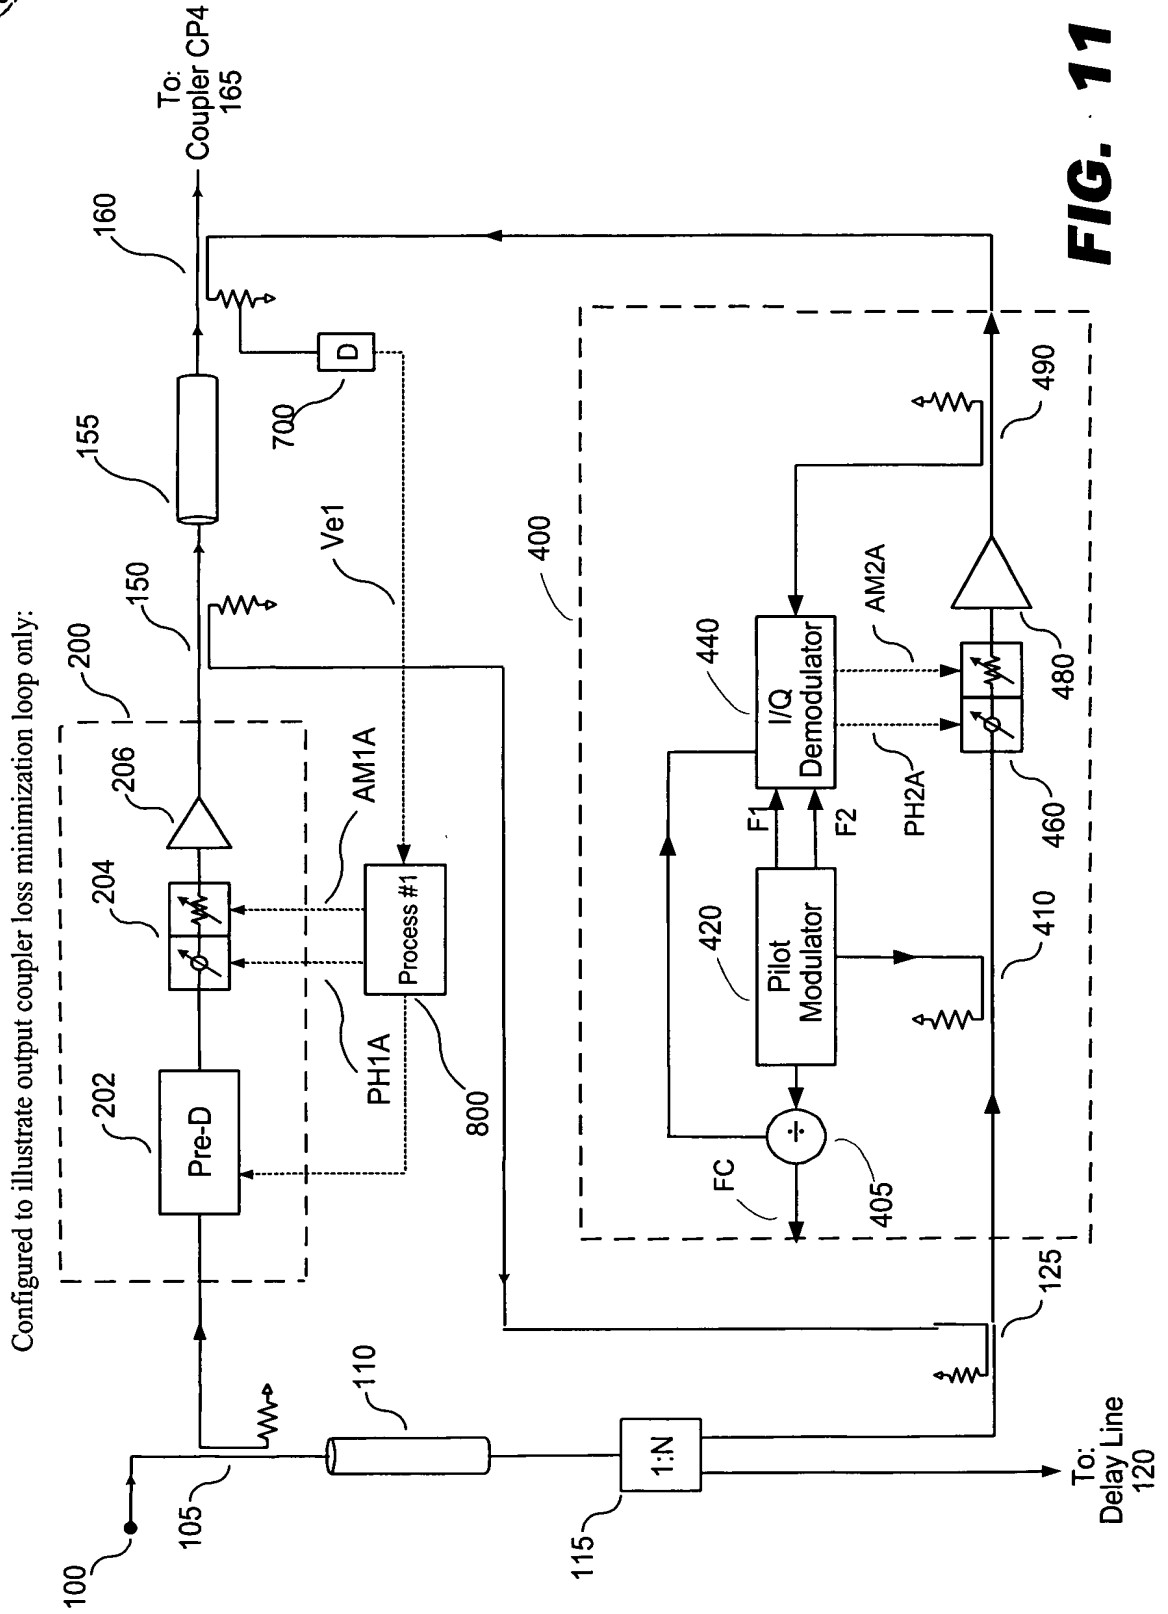 Configured to illustrate output coupler loss minimization loop only:
100
105
110
115
1:N
To:
Delay Line
120
125
200
202
Pre-D
204
206
150
155
160
To:
Coupler CP4
165
700
D
Ve1
AM1A
PH1A
Process #1
800
400
405
÷
FC
420
Pilot
Modulator
F1
F2
440
I/Q
Demodulator
AM2A
PH2A
410
460
480
490
FIG. 11